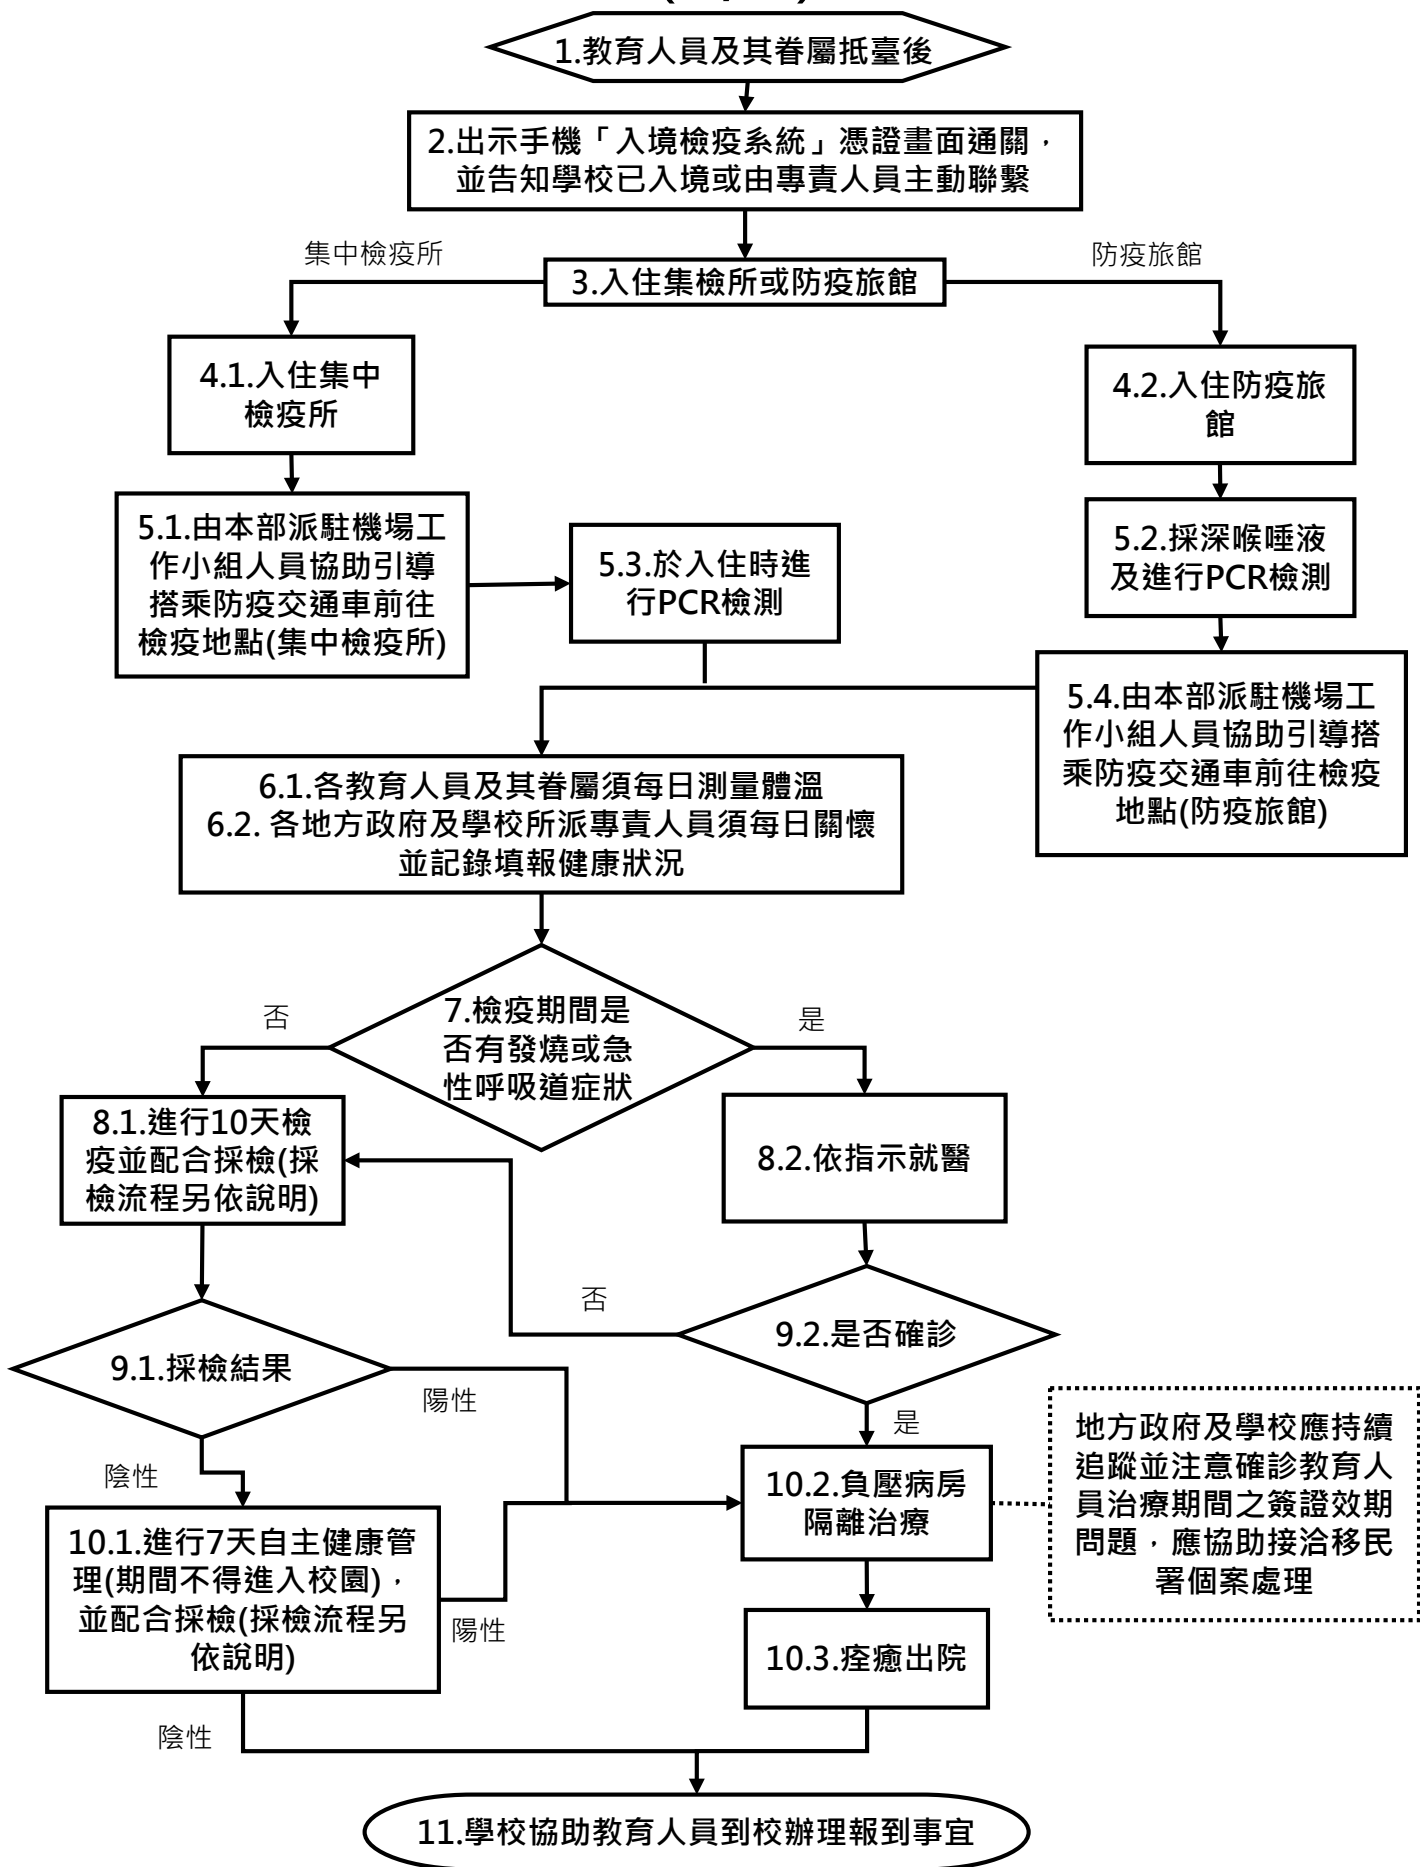 1.教育人員及其眷屬抵臺後
2.出示手機「入境檢疫系統」憑證畫面通關，
並告知學校已入境或由專責人員主動聯繫
集中檢疫所
防疫旅館
3.入住集檢所或防疫旅館
4.1.入住集中
檢疫所
4.2.入住防疫旅
館
5.1.由本部派駐機場工
作小組人員協助引導
搭乘防疫交通車前往
檢疫地點(集中檢疫所)
5.3.於入住時進
行PCR檢測
5.2.採深喉唾液
及進行PCR檢測
5.4.由本部派駐機場工
作小組人員協助引導搭
乘防疫交通車前往檢疫
地點(防疫旅館)
6.1.各教育人員及其眷屬須每日測量體溫
6.2. 各地方政府及學校所派專責人員須每日關懷
並記錄填報健康狀況
7.檢疫期間是
否有發燒或急
性呼吸道症狀
否
是
8.1.進行10天檢
疫並配合採檢(採
檢流程另依說明)
8.2.依指示就醫
9.2.是否確診
否
是
9.1.採檢結果
陽性
陰性
10.1.進行7天自主健康管
理(期間不得進入校園)，
並配合採檢(採檢流程另
依說明)
陽性
陰性
10.2.負壓病房
隔離治療
地方政府及學校應持續
追蹤並注意確診教育人
員治療期間之簽證效期
問題，應協助接洽移民
署個案處理
10.3.痊癒出院
11.學校協助教育人員到校辦理報到事宜